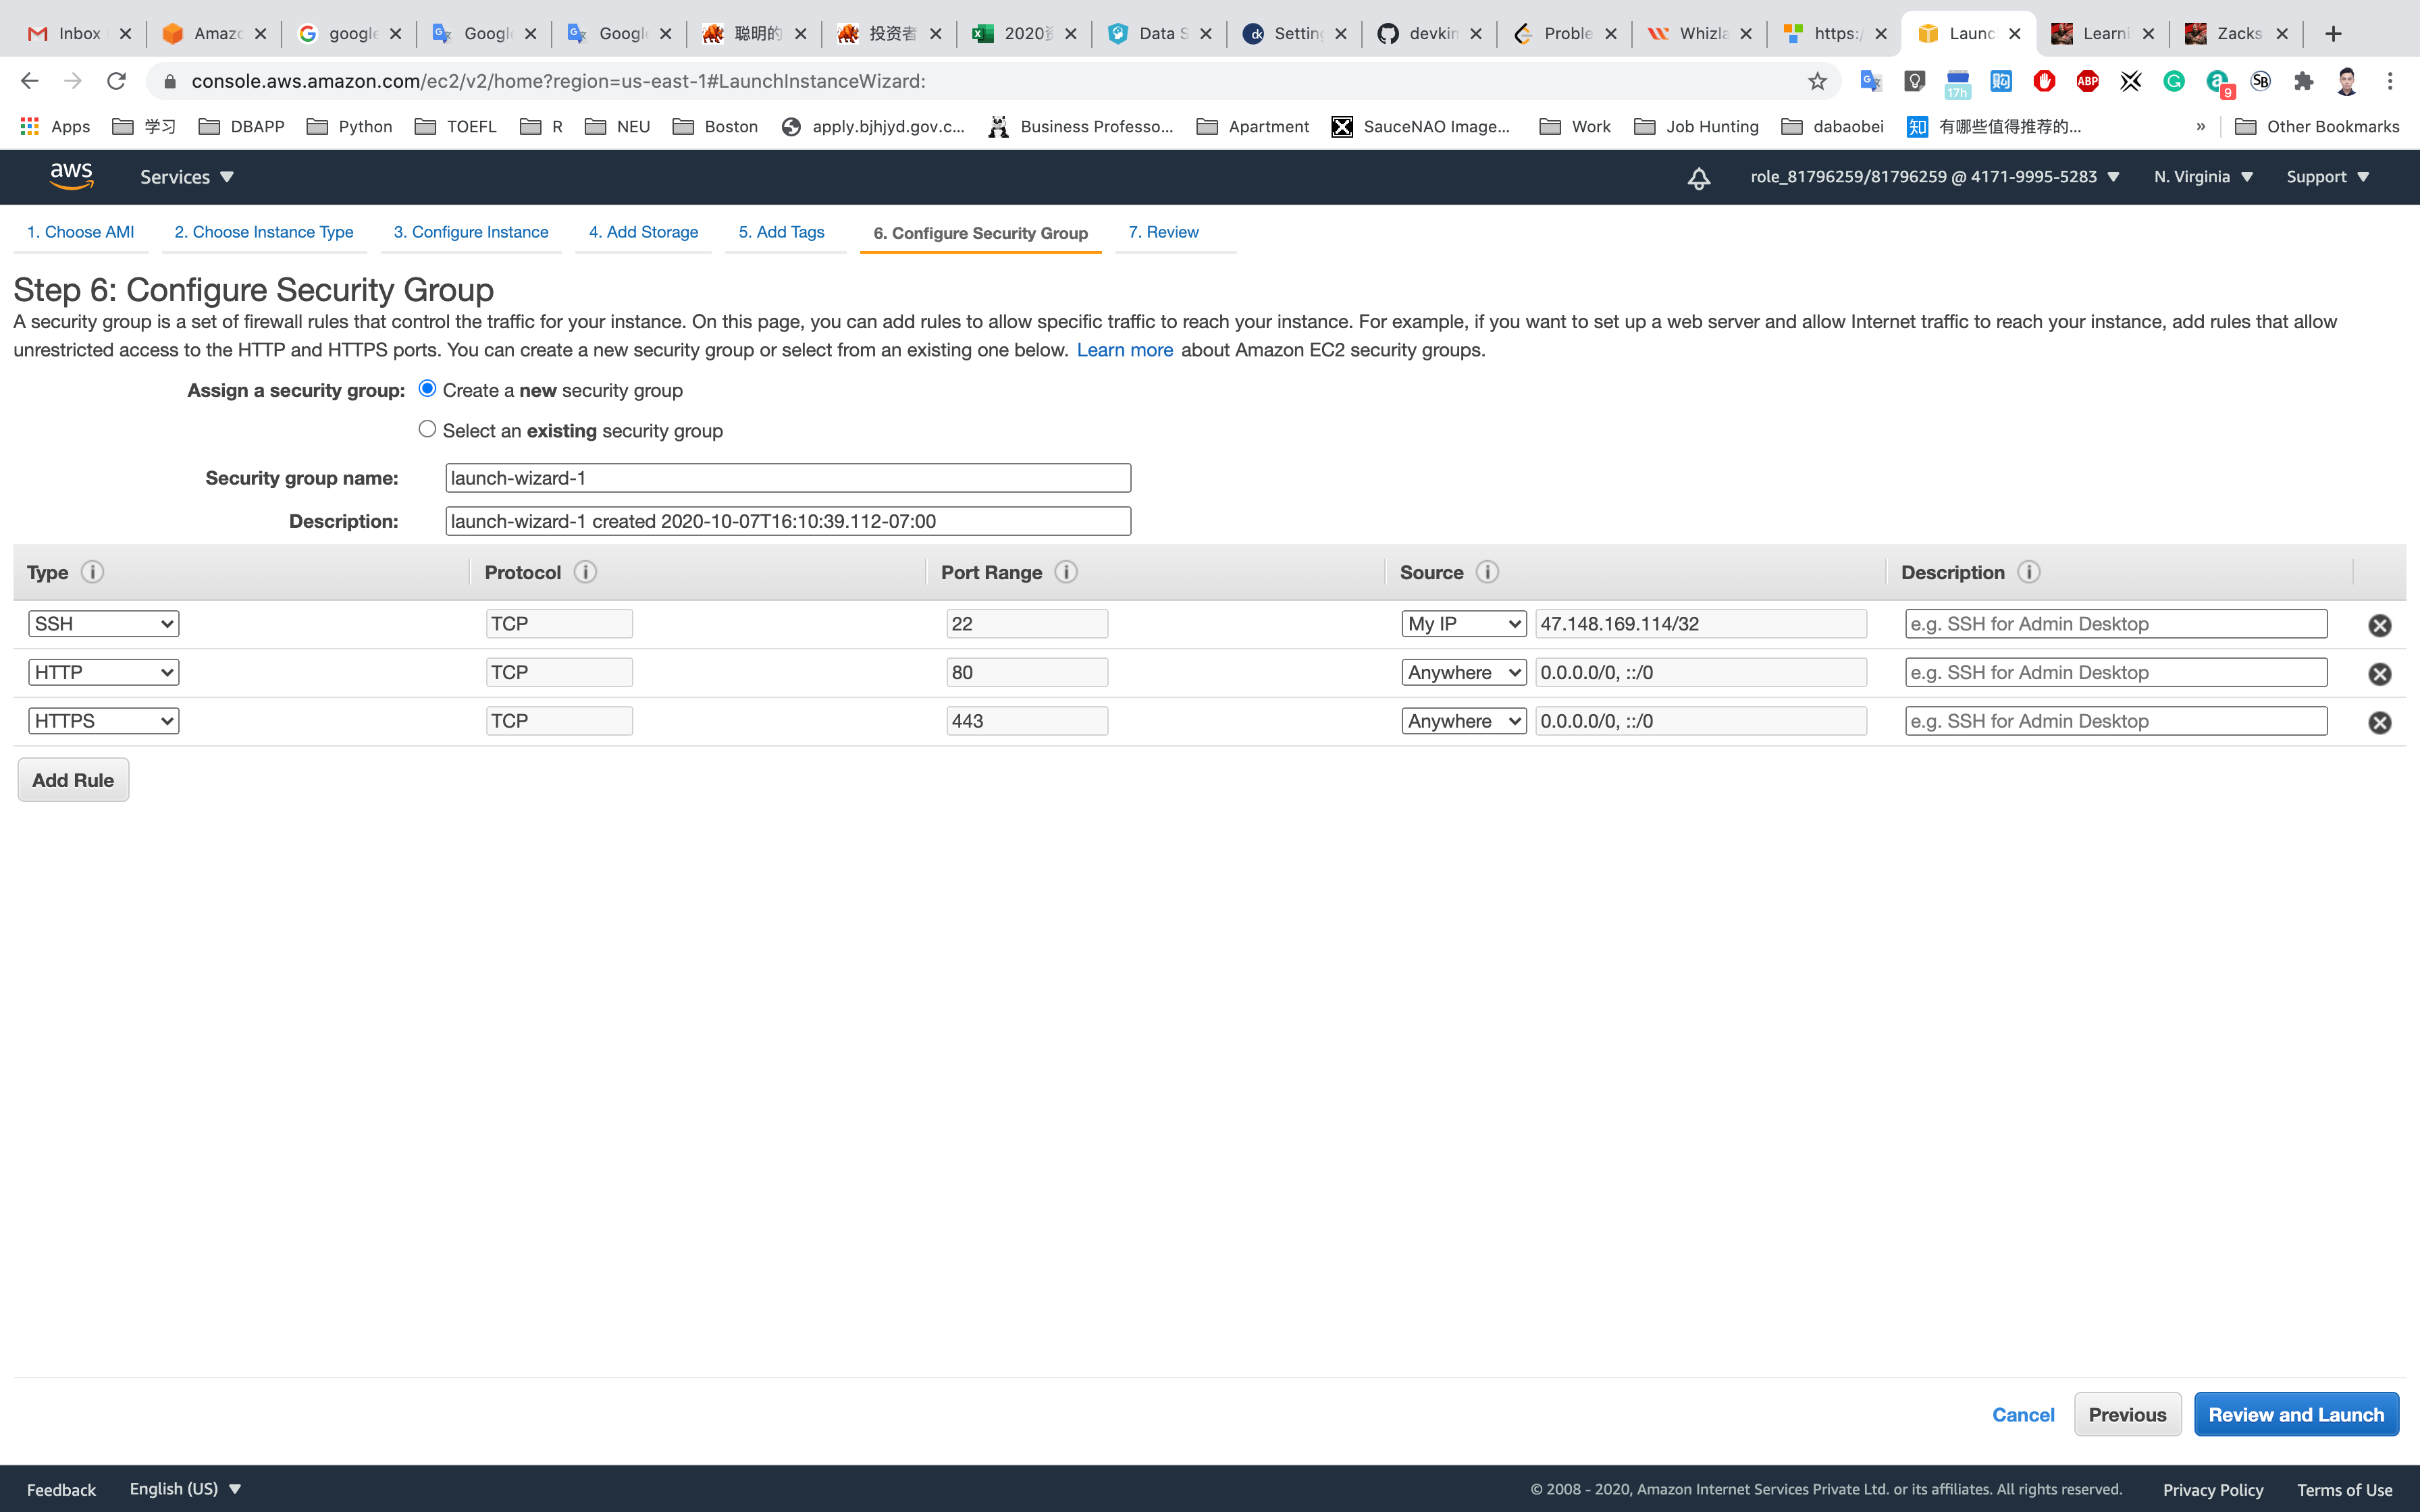 Inbox
Amaz
google
Googl
Googl
聪明的
投资者
2020资
Data S
Settin
devkin
Proble
Whizla
https:/
Launc
Learni
Zacks
console.aws.amazon.com/ec2/v2/home?region=us-east-1#LaunchInstanceWizard:
17h
ABP
9
Apps
学习
DBAPP
Python
TOEFL
R
NEU
Boston
apply.bjhjyd.gov.c...
Business Professo...
Apartment
SauceNAO Image...
Work
Job Hunting
dabaobei
知 有哪些值得推荐的...
»
Other Bookmarks
aws
Services
role_81796259/81796259 @ 4171-9995-5283
N. Virginia
Support
1. Choose AMI
2. Choose Instance Type
3. Configure Instance
4. Add Storage
5. Add Tags
6. Configure Security Group
7. Review
Step 6: Configure Security Group
A security group is a set of firewall rules that control the traffic for your instance. On this page, you can add rules to allow specific traffic to reach your instance. For example, if you want to set up a web server and allow Internet traffic to reach your instance, add rules that allow
unrestricted access to the HTTP and HTTPS ports. You can create a new security group or select from an existing one below. Learn more about Amazon EC2 security groups.
Assign a security group: Create a new security group
Select an existing security group
Security group name: launch-wizard-1
Description: launch-wizard-1 created 2020-10-07T16:10:39.112-07:00
Type Protocol Port Range Source Description
SSH TCP 22 My IP 47.148.169.114/32 e.g. SSH for Admin Desktop
HTTP TCP 80 Anywhere 0.0.0.0/0, ::/0 e.g. SSH for Admin Desktop
HTTPS TCP 443 Anywhere 0.0.0.0/0, ::/0 e.g. SSH for Admin Desktop
Add Rule
Cancel Previous Review and Launch
Feedback
English (US)
© 2008 - 2020, Amazon Internet Services Private Ltd. or its affiliates. All rights reserved.
Privacy Policy
Terms of Use